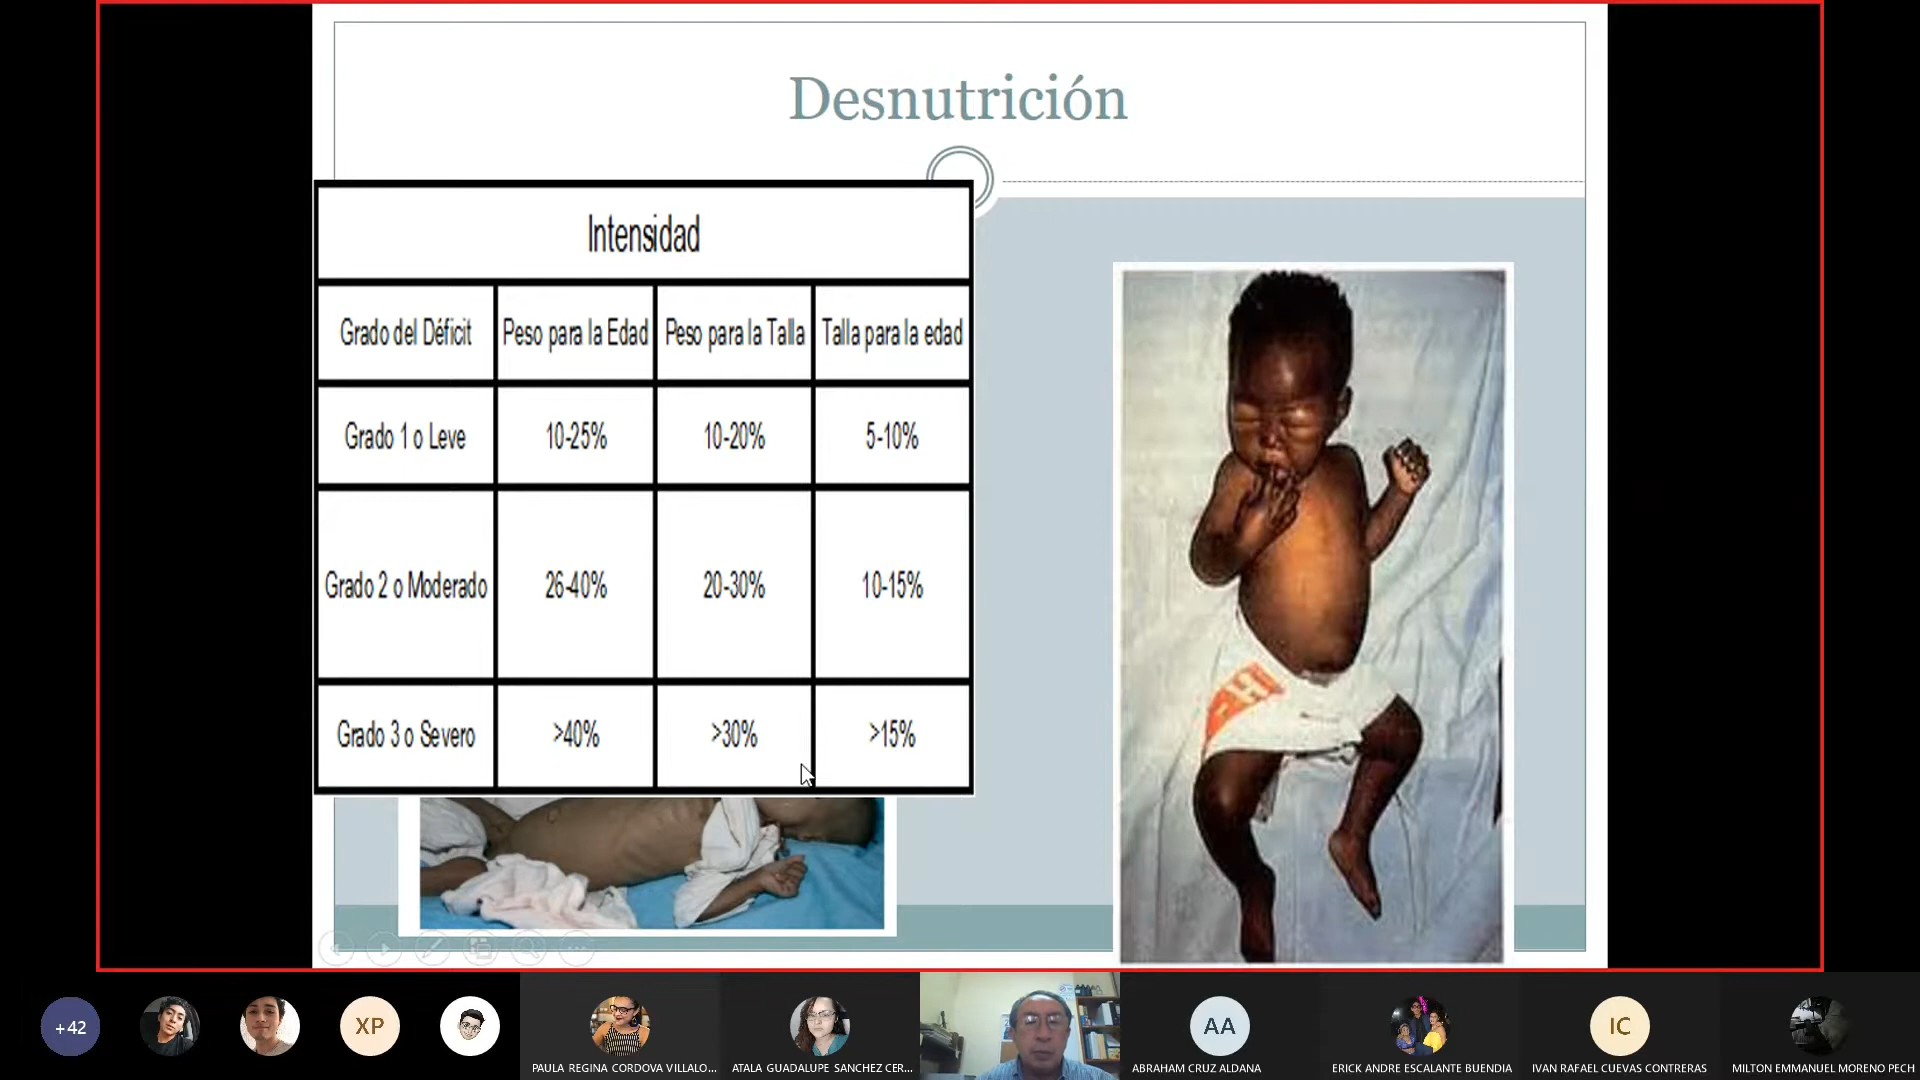 Desnutrición
Intensidad
Grado del Déficit Peso para la Edad Peso para la Talla Talla para la edad
Grado 1 o Leve 10-25% 10-20% 5-10%
Grado 2 o Moderado 26-40% 20-30% 10-15%
Grado 3 o Severo >40% >30% >15%
+42
XP
PAULA REGINA CORDOVA VILLALO...
ATALA GUADALUPE SANCHEZ CER...
AA
ABRAHAM CRUZ ALDANA
ERICK ANDRE ESCALANTE BUENDIA
IC
IVAN RAFAEL CUEVAS CONTRERAS
MILTON EMMANUEL MORENO PECH